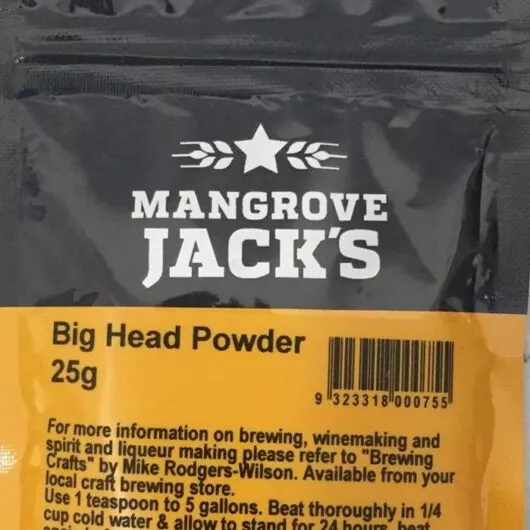 MANGROVE
JACK'S
Big Head Powder
25g
9 323318 000755
For more information on brewing, winemaking and
spirit and liqueur making please refer to "Brewing
Crafts" by Mike Rodgers-Wilson. Available from your
local craft brewing store.
Use 1 teaspoon to 5 gallons. Beat thoroughly in 1/4
cup cold water & allow to stand for 24 hours, beat